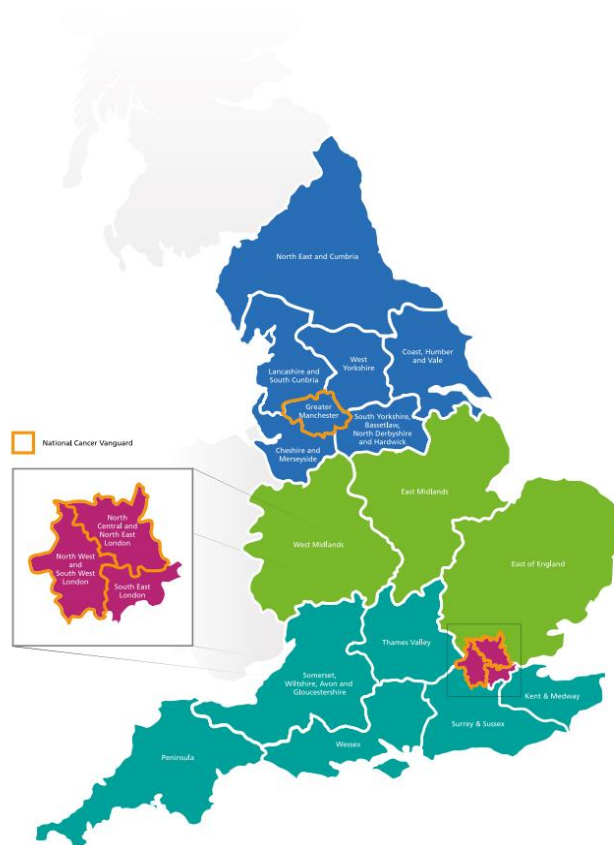 North East and Cumbria
Coast, Humber
and Vale
West
Yorkshire
Lancashire and
South Cunbria
Greater
Manchester
South Yorkshire,
Bassetlaw,
North Derbyshire
and Hardwick
Cheshire and
Merseyside
National Cancer Vanguard
East Midlands
West Midlands
East of England
North
Central and
North East
London
North West
and
South West
London
South East
London
Thames Valley
Somerset,
Wiltshire, Avon and
Gloucestershire
Kent & Medway
Surrey & Sussex
Wessex
Peninsula